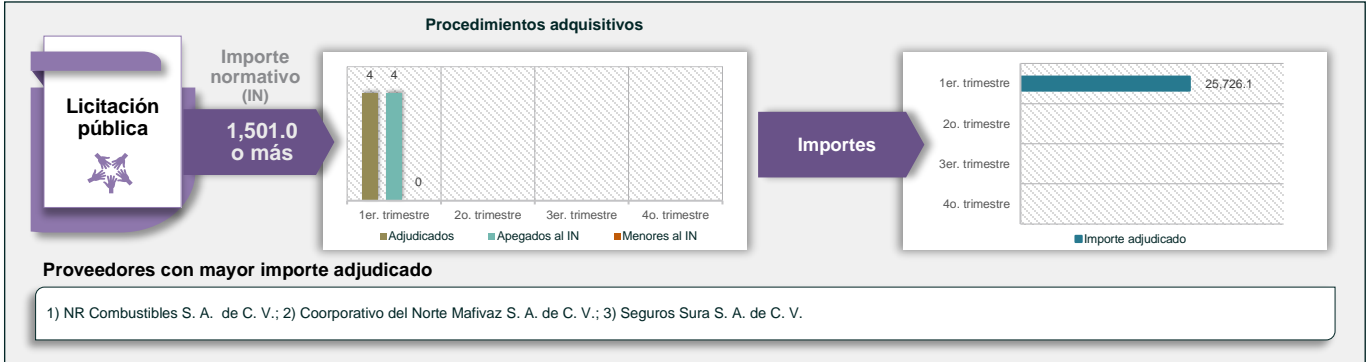 Procedimientos adquisitivos
Licitación
pública
Importe
normativo
(IN)
1,501.0
o más
4 4
0
1er. trimestre 2o. trimestre 3er. trimestre 4o. trimestre
Adjudicados Apegados al IN Menores al IN
Importes
1er. trimestre 25,726.1
2o. trimestre
3er. trimestre
4o. trimestre
Importe adjudicado
Proveedores con mayor importe adjudicado
1) NR Combustibles S. A. de C. V.; 2) Coorporativo del Norte Mafivaz S. A. de C. V.; 3) Seguros Sura S. A. de C. V.